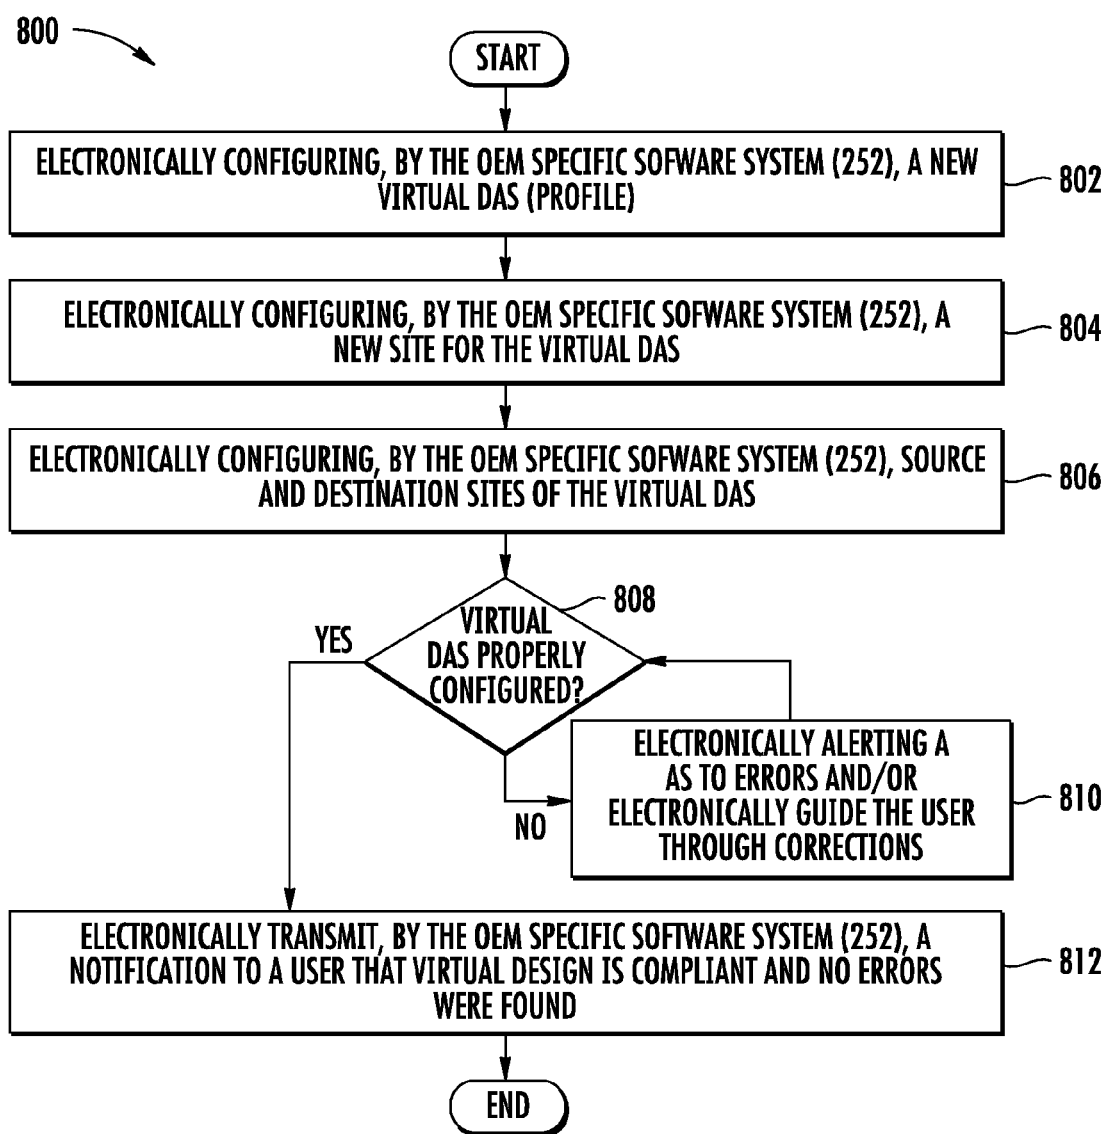 800
START
ELECTRONICALLY CONFIGURING, BY THE OEM SPECIFIC SOFWARE SYSTEM (252), A NEW
VIRTUAL DAS (PROFILE)
802
ELECTRONICALLY CONFIGURING, BY THE OEM SPECIFIC SOFWARE SYSTEM (252), A
NEW SITE FOR THE VIRTUAL DAS
804
ELECTRONICALLY CONFIGURING, BY THE OEM SPECIFIC SOFWARE SYSTEM (252), SOURCE
AND DESTINATION SITES OF THE VIRTUAL DAS
806
808
VIRTUAL
DAS PROPERLY
CONFIGURED?
YES
NO
ELECTRONICALLY ALERTING A
AS TO ERRORS AND/OR
ELECTRONICALLY GUIDE THE USER
THROUGH CORRECTIONS
810
ELECTRONICALLY TRANSMIT, BY THE OEM SPECIFIC SOFTWARE SYSTEM (252), A
NOTIFICATION TO A USER THAT VIRTUAL DESIGN IS COMPLIANT AND NO ERRORS
WERE FOUND
812
END